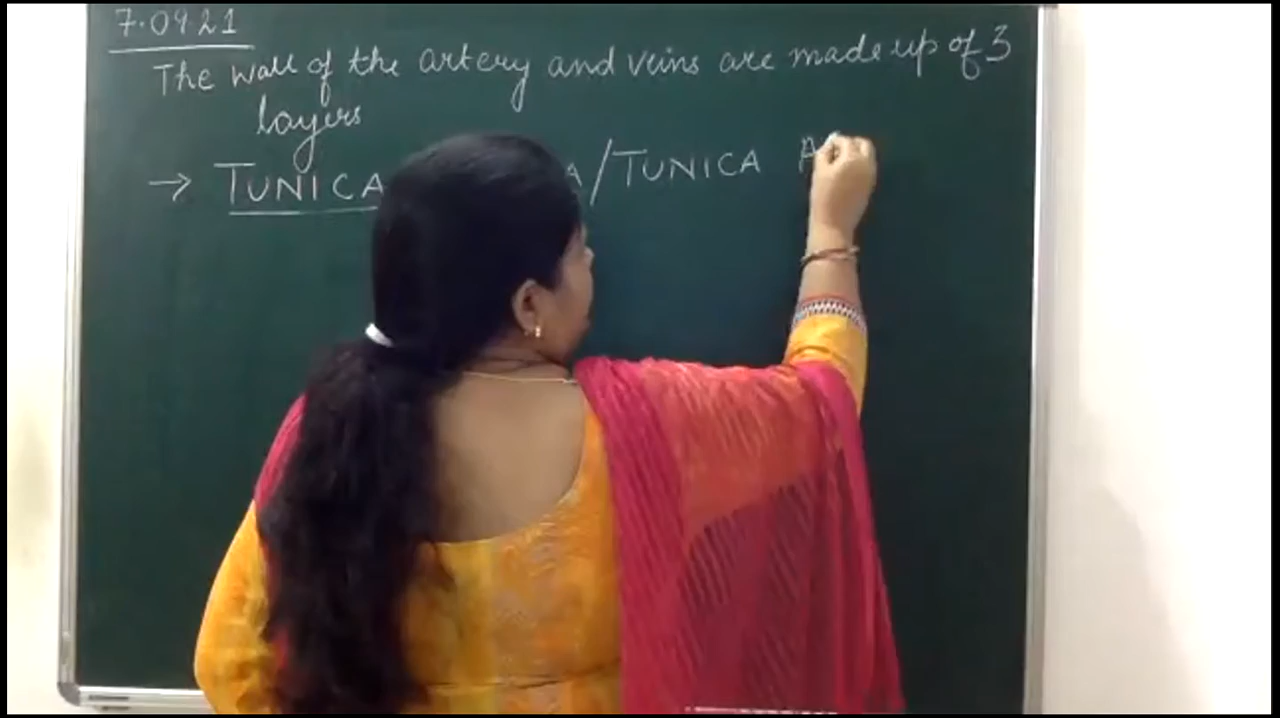 7.09.21
The wall of the artery and veins are made up of 3
layers
→ TUNICA A/TUNICA A